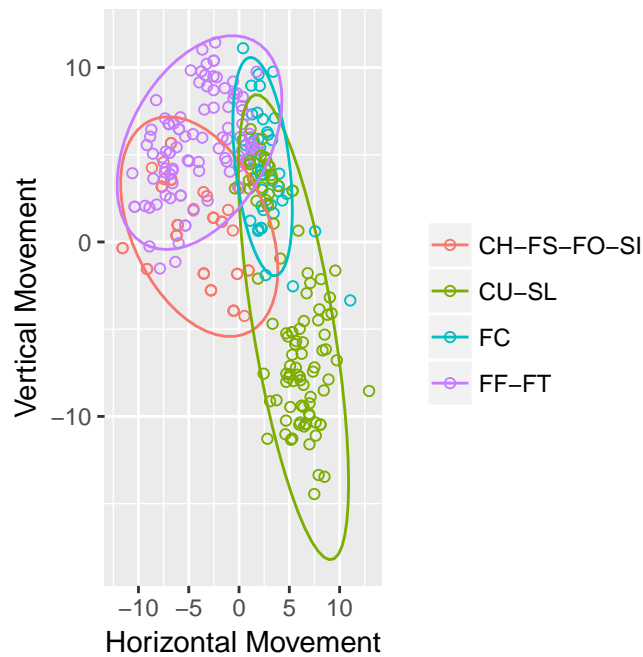 10
0
−10
−10 −5 0 5 10
Horizontal Movement
Vertical Movement
CH−FS−FO−SI
CU−SL
FC
FF−FT